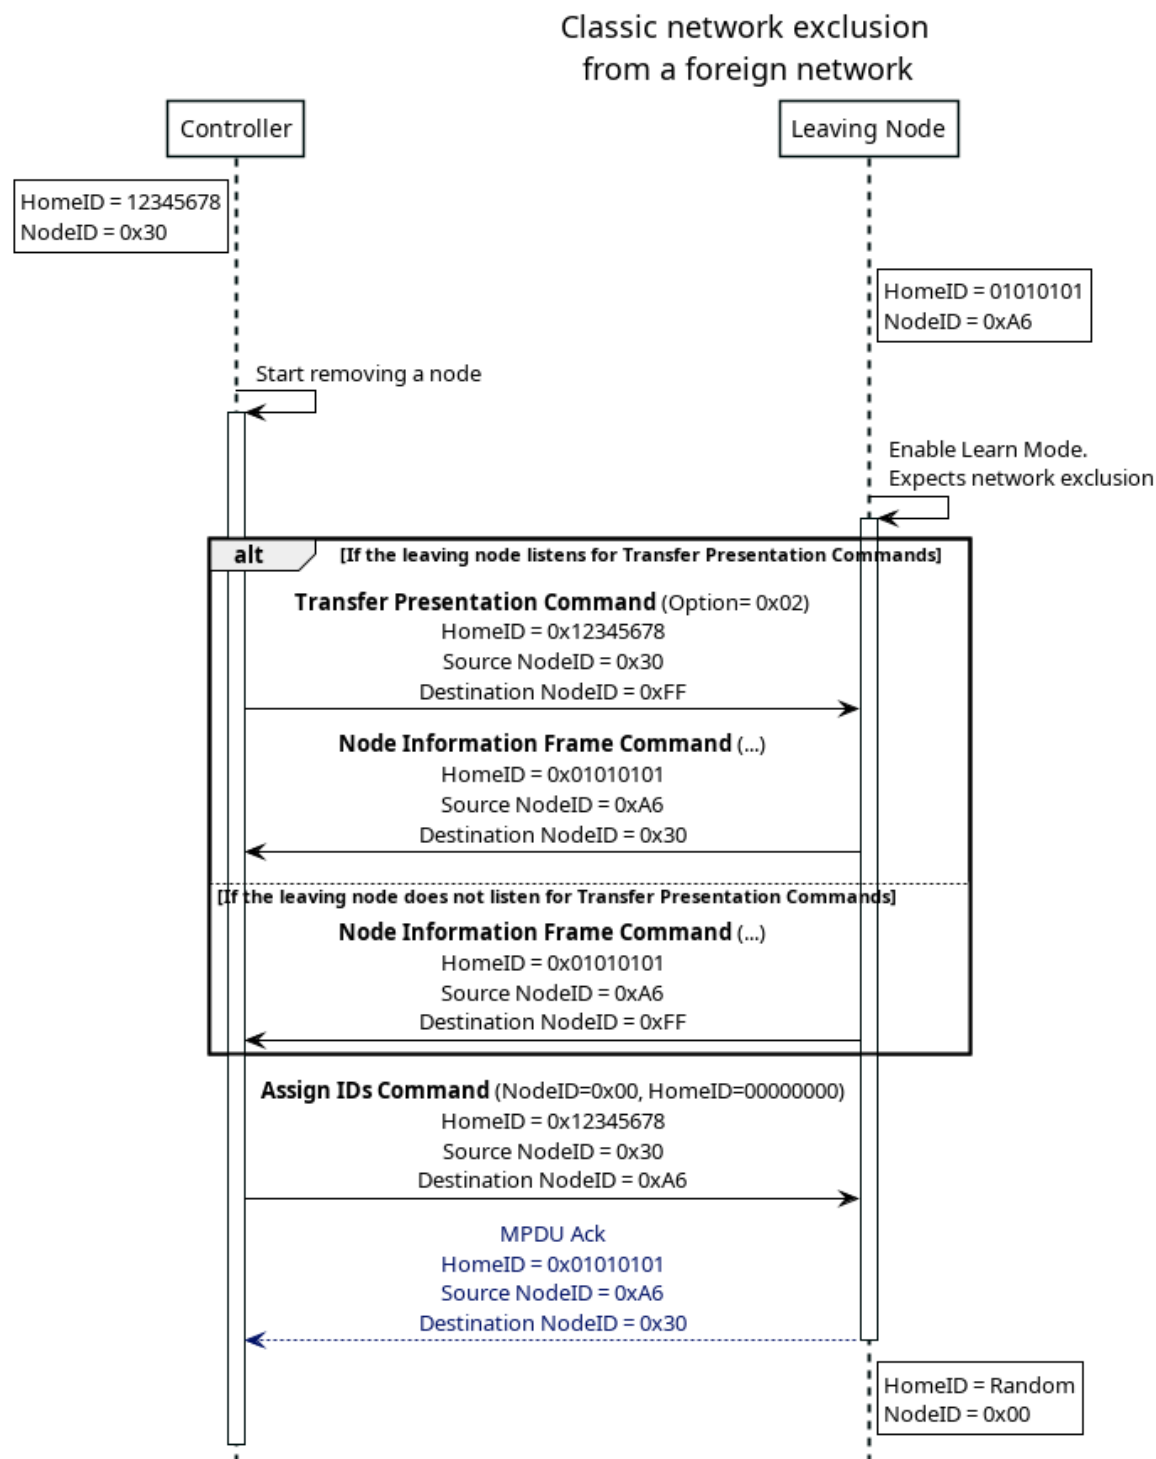 Classic network exclusion
from a foreign network
Controller
Leaving Node
HomeID = 12345678
NodeID = 0x30
HomeID = 01010101
NodeID = 0xA6
Start removing a node
Enable Learn Mode.
Expects network exclusion
alt
[If the leaving node listens for Transfer Presentation Commands]
Transfer Presentation Command (Option= 0x02)
HomeID = 0x12345678
Source NodeID = 0x30
Destination NodeID = 0xFF
Node Information Frame Command (...)
HomeID = 0x01010101
Source NodeID = 0xA6
Destination NodeID = 0x30
[If the leaving node does not listen for Transfer Presentation Commands]
Node Information Frame Command (...)
HomeID = 0x01010101
Source NodeID = 0xA6
Destination NodeID = 0xFF
Assign IDs Command (NodeID=0x00, HomeID=00000000)
HomeID = 0x12345678
Source NodeID = 0x30
Destination NodeID = 0xA6
MPDU Ack
HomeID = 0x01010101
Source NodeID = 0xA6
Destination NodeID = 0x30
HomeID = Random
NodeID = 0x00